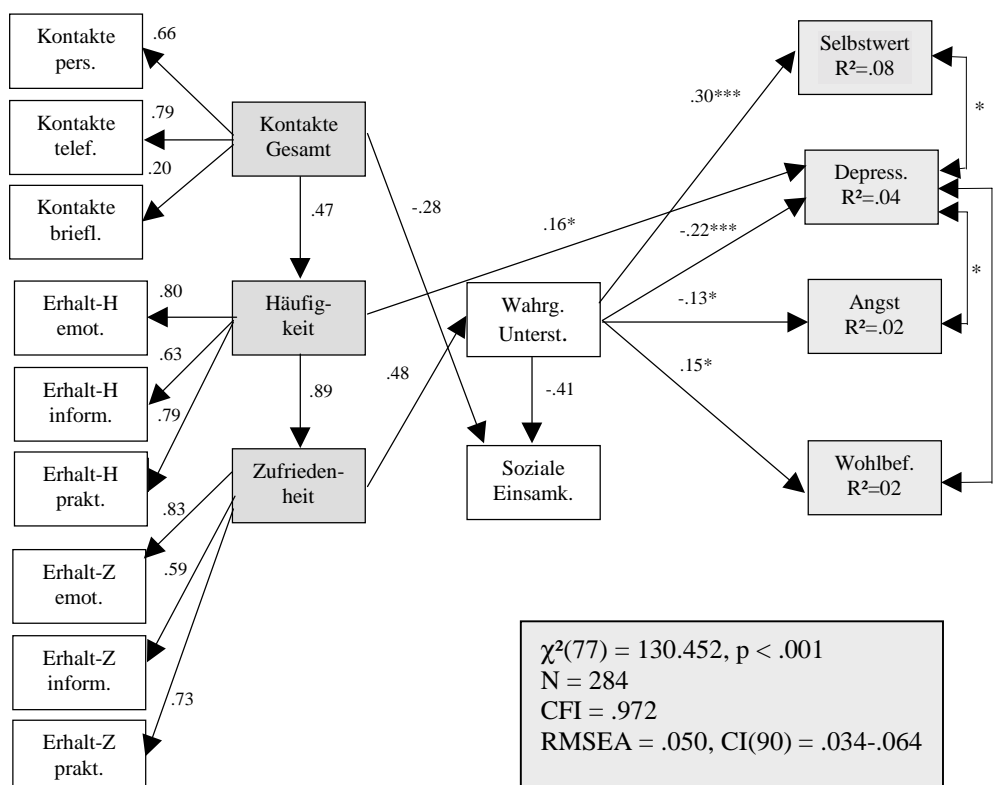 Kontakte
pers.
.66
Kontakte
telef.
.79
Kontakte
briefl.
.20
Kontakte
Gesamt
.47
-.28
Erhalt-H
emot.
.80
Erhalt-H
inform.
.63
Erhalt-H
prakt.
.79
Häufig-
keit
.89
.16*
Zufrieden-
heit
.48
Erhalt-Z
emot.
.83
Erhalt-Z
inform.
.59
Erhalt-Z
prakt.
.73
Wahrg.
Unterst.
-.41
Soziale
Einsamk.
.30***
-.22***
-.13*
.15*
Selbstwert
R²=.08
*
Depress.
R²=.04
*
Angst
R²=.02
Wohlbef.
R²=02
χ²(77) = 130.452, p < .001
N = 284
CFI = .972
RMSEA = .050, CI(90) = .034-.064